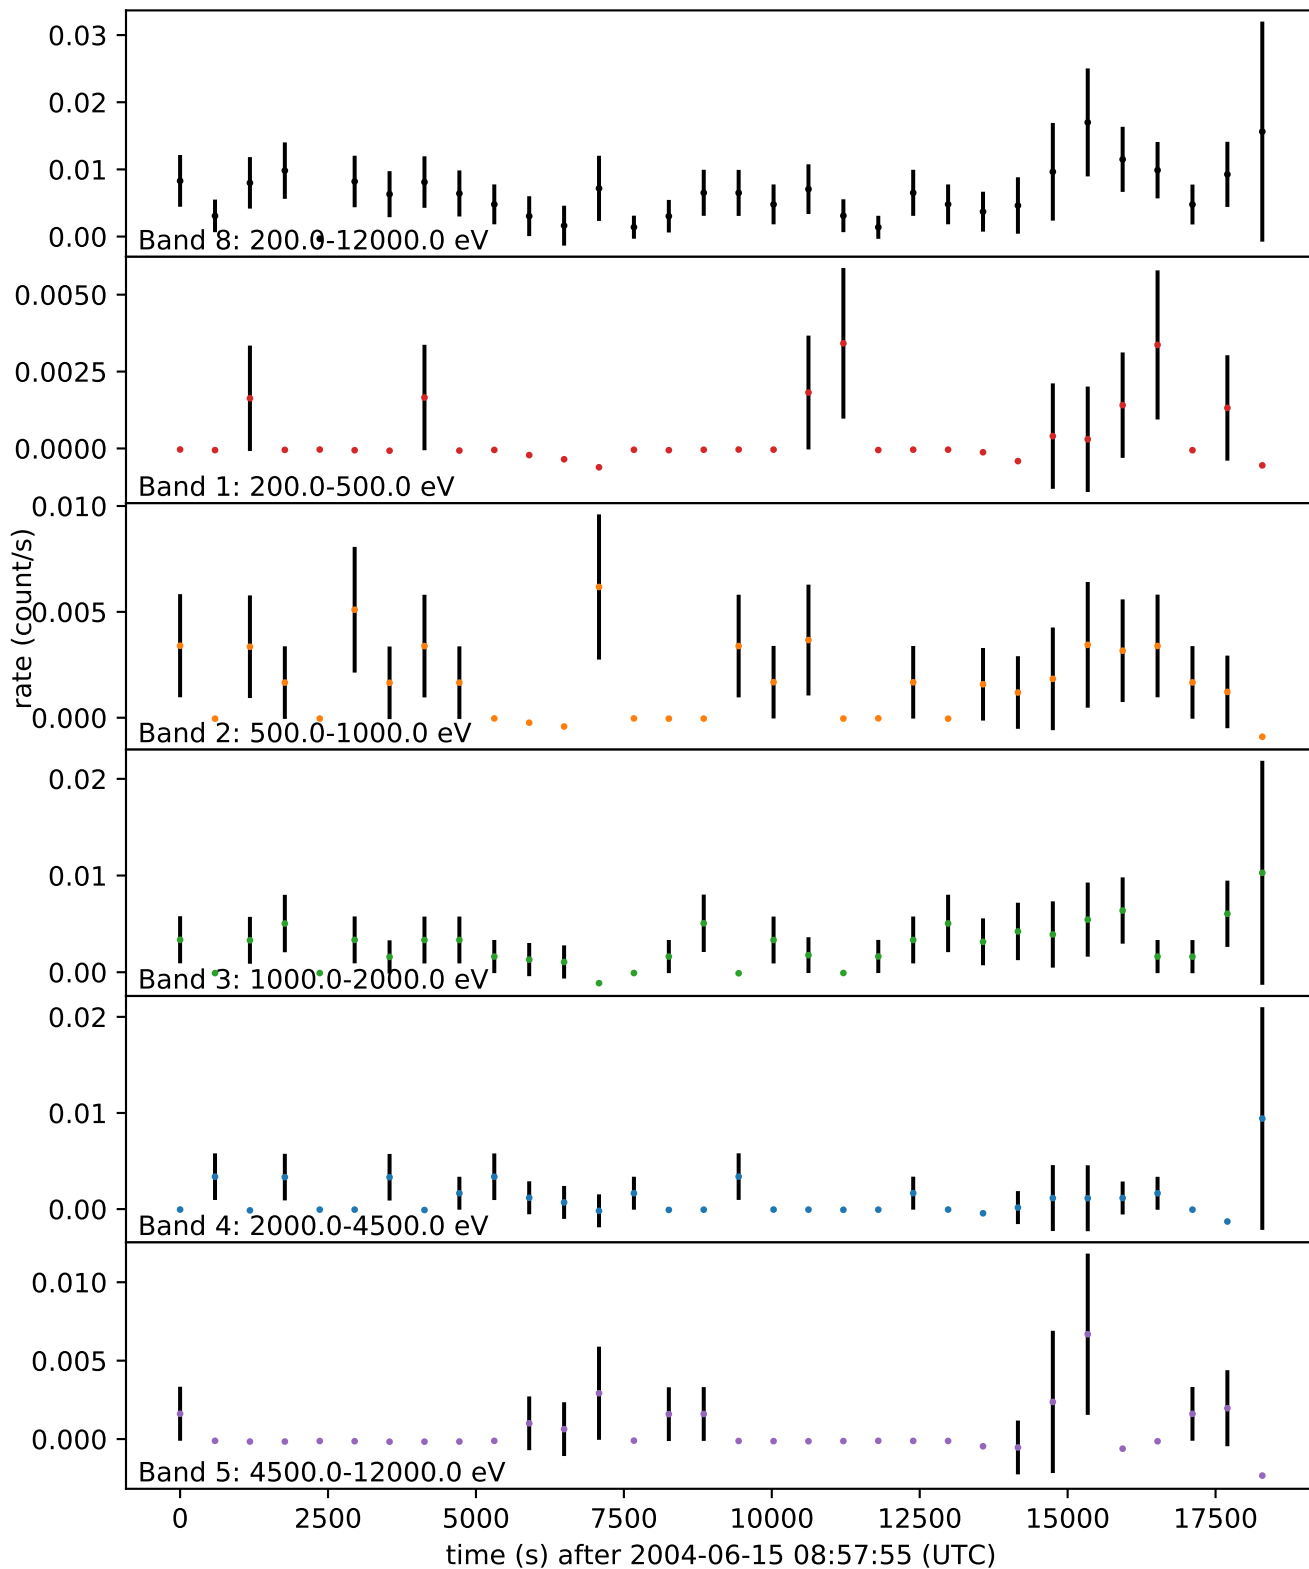 0.03
0.02
0.01
0.00
Band 8: 200.0-12000.0 eV
0.0050
0.0025
0.0000
Band 1: 200.0-500.0 eV
0.010
0.005
0.000
Band 2: 500.0-1000.0 eV
rate (count/s)
0.02
0.01
0.00
Band 3: 1000.0-2000.0 eV
0.02
0.01
0.00
Band 4: 2000.0-4500.0 eV
0.010
0.005
0.000
Band 5: 4500.0-12000.0 eV
0 2500 5000 7500 10000 12500 15000 17500
time (s) after 2004-06-15 08:57:55 (UTC)